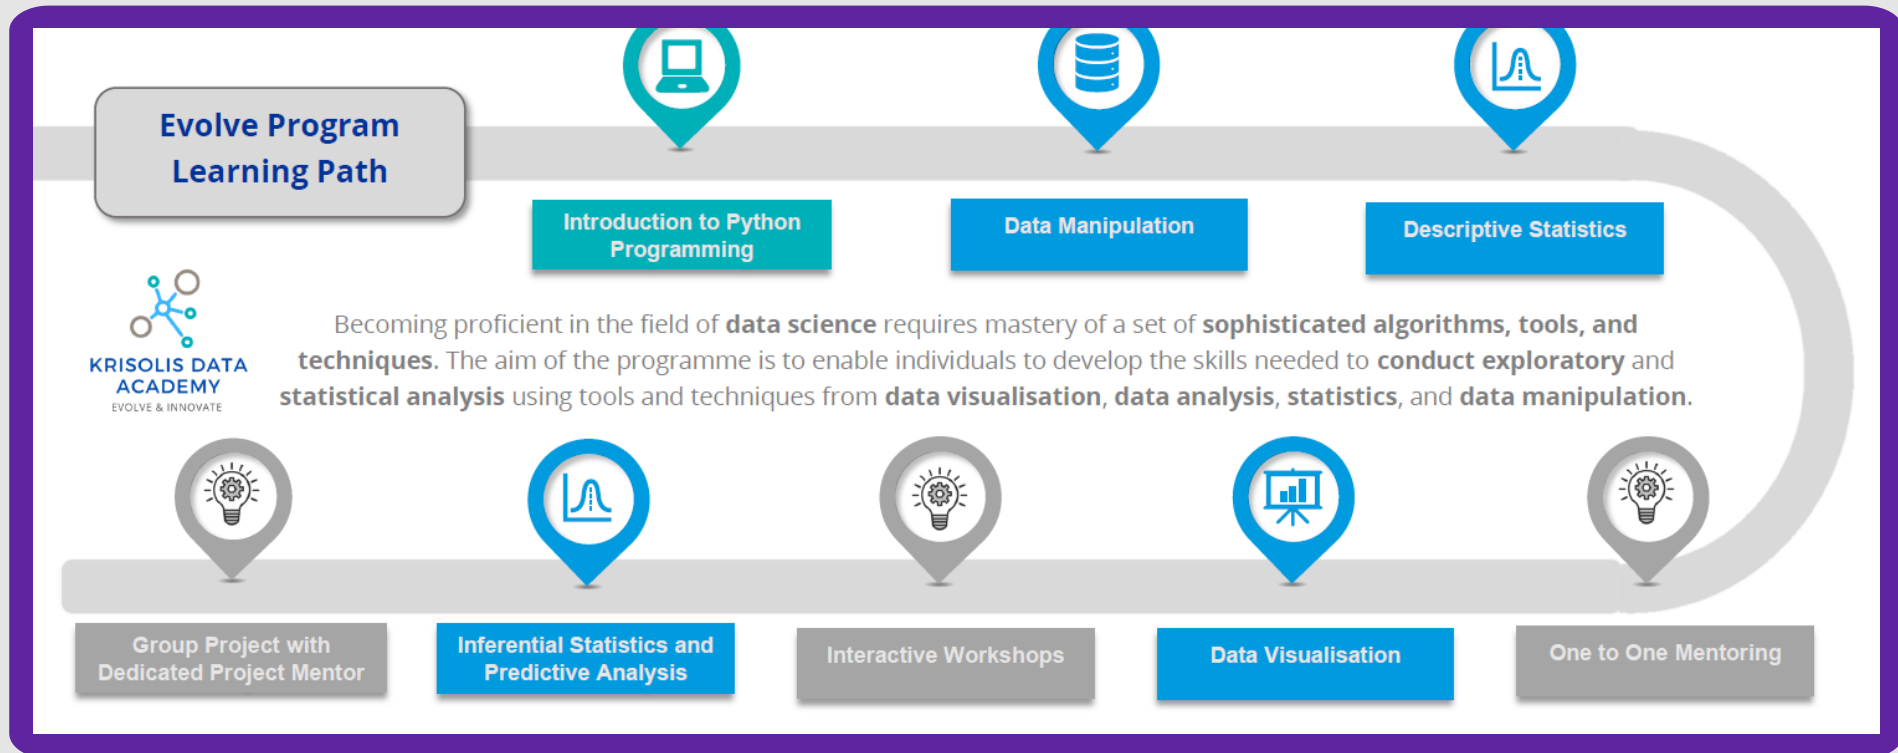 Evolve Program
Learning Path
Introduction to Python
Programming
Data Manipulation
Descriptive Statistics
KRISOLIS DATA
ACADEMY
EVOLVE & INNOVATE
Becoming proficient in the field of data science requires mastery of a set of sophisticated algorithms, tools, and
techniques. The aim of the programme is to enable individuals to develop the skills needed to conduct exploratory and
statistical analysis using tools and techniques from data visualisation, data analysis, statistics, and data manipulation.
Group Project with
Dedicated Project Mentor
Inferential Statistics and
Predictive Analysis
Interactive Workshops
Data Visualisation
One to One Mentoring